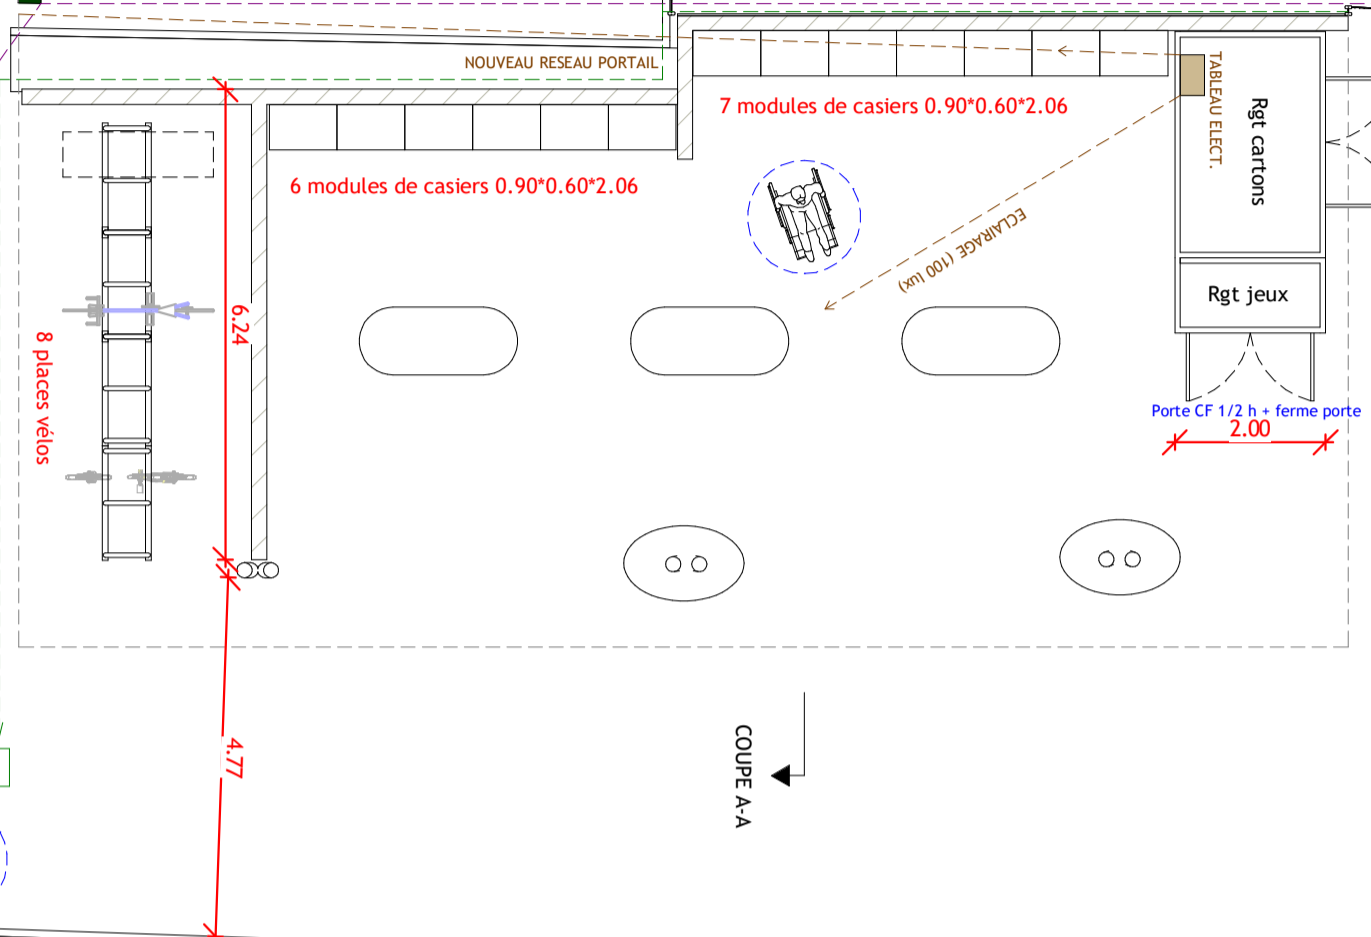 NOUVEAU RESEAU PORTAIL
7 modules de casiers 0.90*0.60*2.06
TABLEAU ELECT.
Rgt cartons
6 modules de casiers 0.90*0.60*2.06
ECLAIRAGE (100 lux)
Rgt jeux
6.24
8 places vélos
Porte CF 1/2 h + ferme porte
2.00
4.77
COUPE A-A